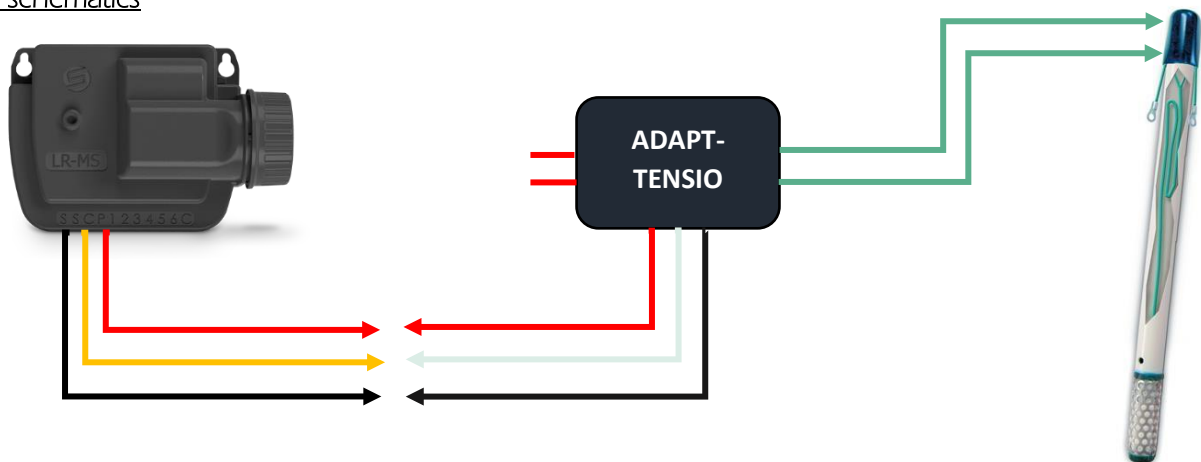 schematics
LR-MS
S S C P 1 2 3 4 5 6 C
ADAPT-
TENSIO